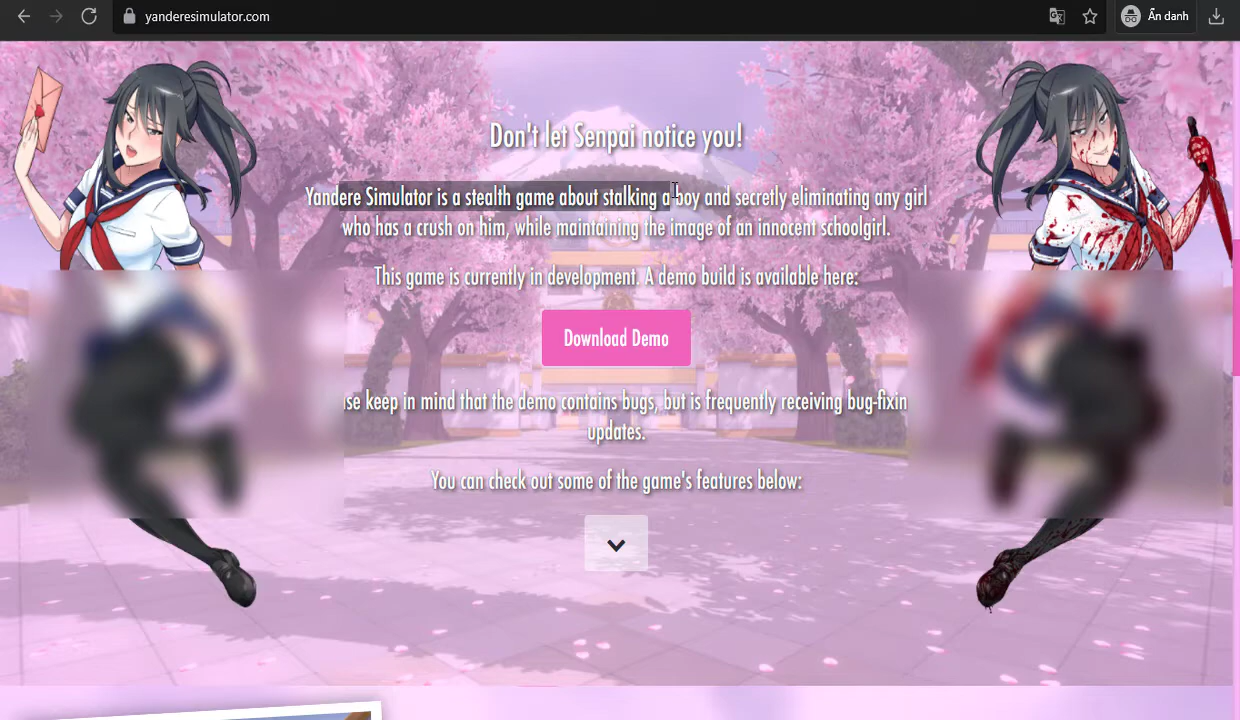 yanderesimulator.com
Ẩn danh
Don't let Senpai notice you!
Yandere Simulator is a stealth game about stalking a boy and secretly eliminating any girl
who has a crush on him, while maintaining the image of an innocent schoolgirl.
This game is currently in development. A demo build is available here:
Download Demo
keep in mind that the demo contains bugs, but is frequently receiving
updates.
You can check out some of the game's features below: